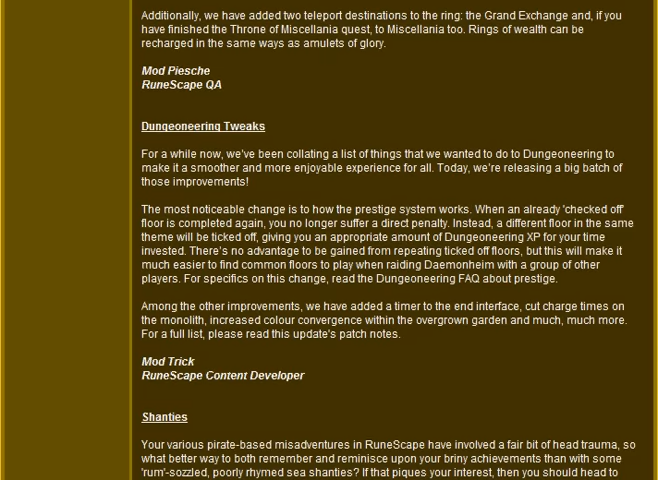 Additionally, we have added two teleport destinations to the ring: the Grand Exchange and, if you
have finished the Throne of Miscellania quest, to Miscellania too. Rings of wealth can be
recharged in the same ways as amulets of glory.
Mod Piesche
RuneScape QA
Dungeoneering Tweaks
For a while now, we've been collating a list of things that we wanted to do to Dungeoneering to
make it a smoother and more enjoyable experience for all. Today, we're releasing a big batch of
those improvements!
The most noticeable change is to how the prestige system works. When an already 'checked off'
floor is completed again, you no longer suffer a direct penalty. Instead, a different floor in the same
theme will be ticked off, giving you an appropriate amount of Dungeoneering XP for your time
invested. There's no advantage to be gained from repeating ticked off floors, but this will make it
much easier to find common floors to play when raiding Daemonheim with a group of other
players. For specifics on this change, read the Dungeoneering FAQ about prestige.
Among the other improvements, we have added a timer to the end interface, cut charge times on
the monolith, increased colour convergence within the overgrown garden and much, much more.
For a full list, please read this update's patch notes.
Mod Trick
RuneScape Content Developer
Shanties
Your various pirate-based misadventures in RuneScape have involved a fair bit of head trauma, so
what better way to both remember and reminisce upon your briny achievements than with some
'rum'-sozzled, poorly rhymed sea shanties? If that piques your interest, then you should head to